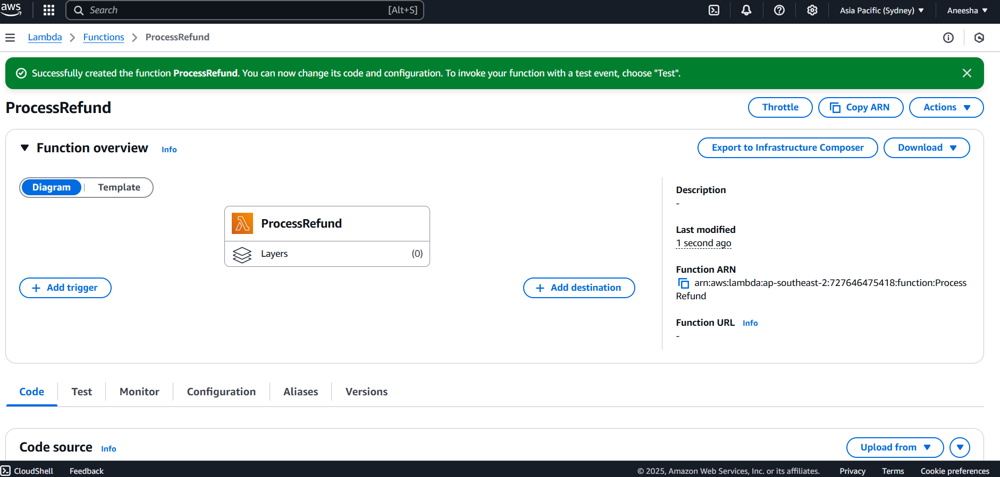 aws
Search [Alt+S]
Asia Pacific (Sydney) Aneesha
Lambda Functions ProcessRefund
Successfully created the function ProcessRefund. You can now change its code and configuration. To invoke your function with a test event, choose "Test".
ProcessRefund
Throttle Copy ARN Actions
Function overview Info
Export to Infrastructure Composer Download
Diagram Template
ProcessRefund
Layers (0)
+ Add trigger
+ Add destination
Description
-
Last modified
1 second ago
Function ARN
arn:aws:lambda:ap-southeast-2:727646475418:function:Process
Refund
Function URL Info
-
Code Test Monitor Configuration Aliases Versions
Code source Info
Upload from
CloudShell Feedback © 2025, Amazon Web Services, Inc. or its affiliates. Privacy Terms Cookie preferences